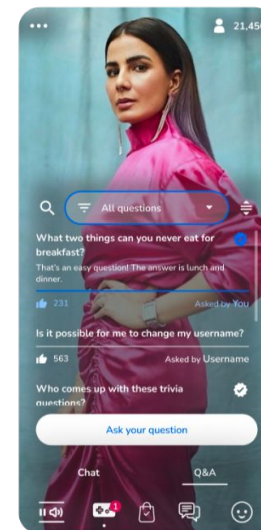 21,45
All questions
What two things can you never eat for
breakfast?
That's an easy question! The answer is lunch and
dinner.
231
Asked by You
Is it possible for me to change my username?
563
Asked by Username
Who comes up with these trivia
questions?
Ask your question
Chat
Q&A
1